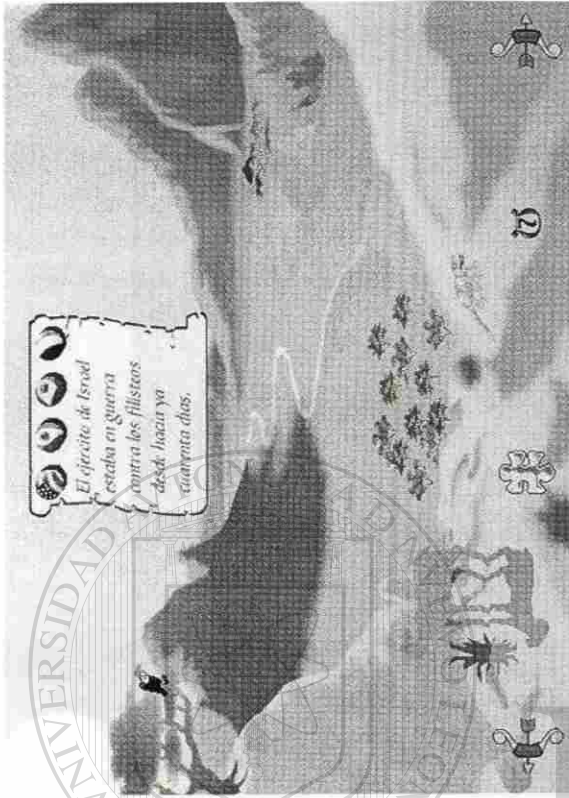 El ejército de Israel
estaba en guerra
contra los filisteos
desde hacía ya
cuarenta días.